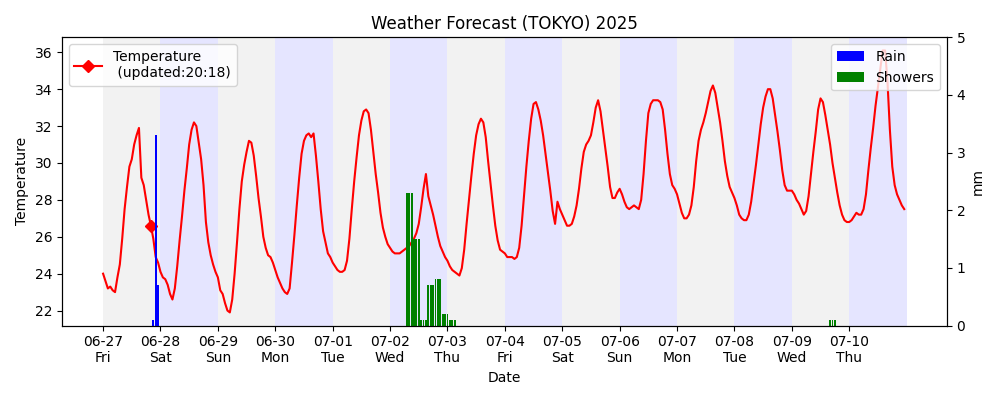 Weather Forecast (TOKYO) 2025
Temperature
(updated:20:18)
Rain
Showers
Temperature
36
34
32
30
28
26
24
22
5
4
3
2
1
0
mm
06-27 06-28 06-29 06-30 07-01 07-02 07-03 07-04 07-05 07-06 07-07 07-08 07-09 07-10
Fri Sat Sun Mon Tue Wed Thu Fri Sat Sun Mon Tue Wed Thu
Date